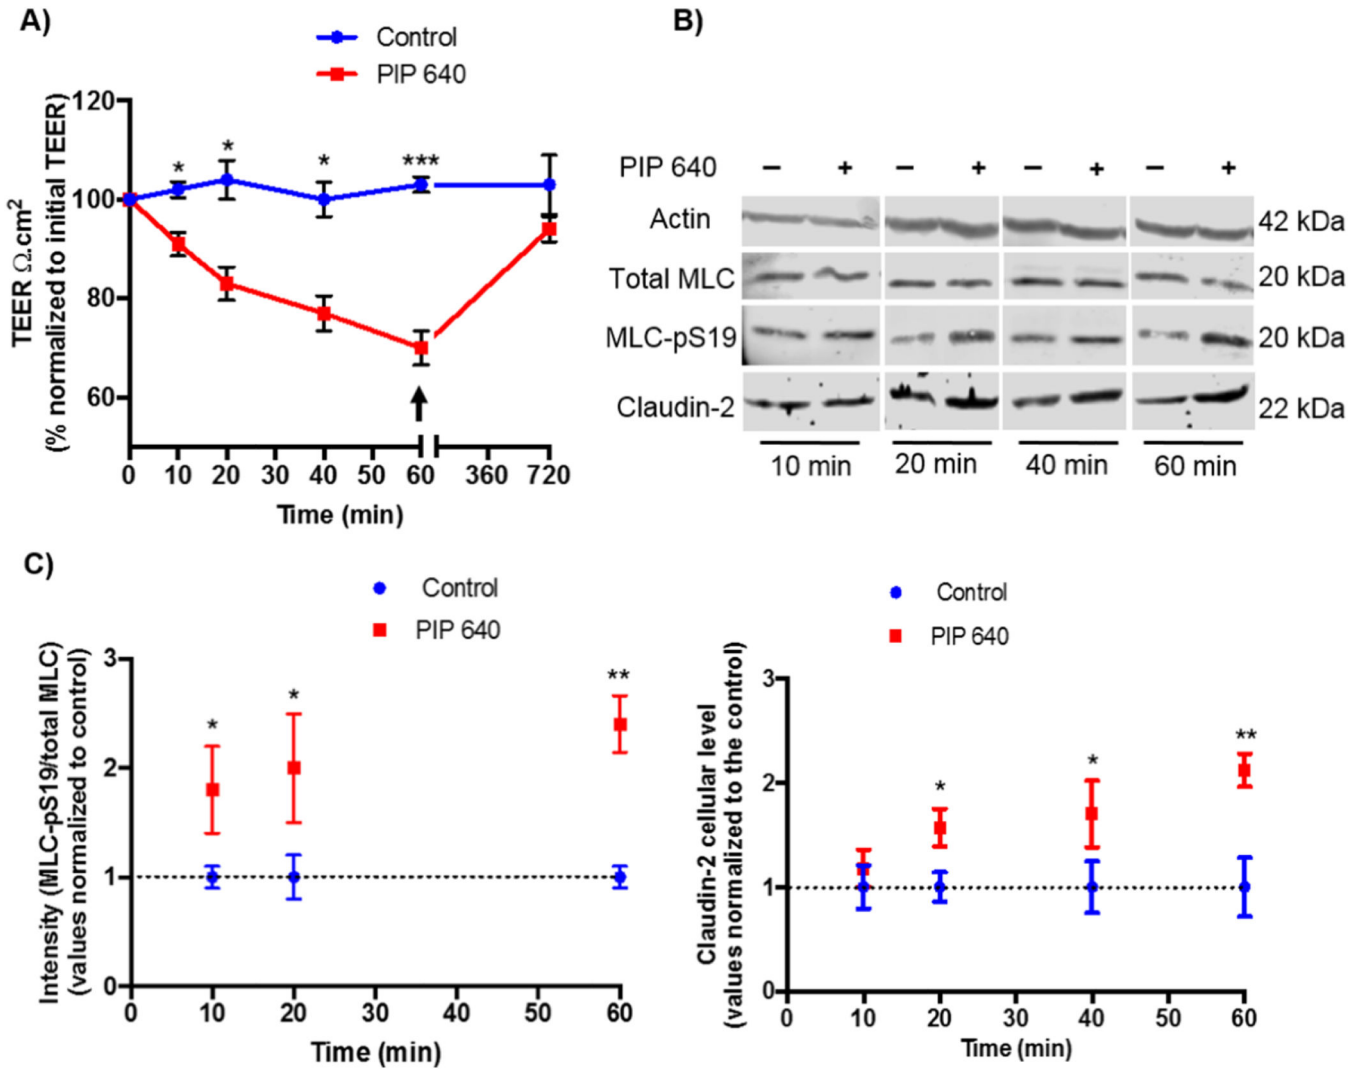 A)
Control
PIP 640
TEER Ω.cm2
(% normalized to initial TEER)
120
100
80
60
*
*
*
***
0 10 20 30 40 50 60 360 720
Time (min)
B)
PIP 640 − + − + − + − +
Actin 42 kDa
Total MLC 20 kDa
MLC-pS19 20 kDa
Claudin-2 22 kDa
10 min 20 min 40 min 60 min
C)
Control
PIP 640
Intensity (MLC-pS19/total MLC)
(values normalized to control)
3
2
1
0
*
*
**
0 10 20 30 40 50 60
Time (min)
Control
PIP 640
Claudin-2 cellular level
(values normalized to the control)
3
2
1
0
*
*
**
0 10 20 30 40 50 60
Time (min)